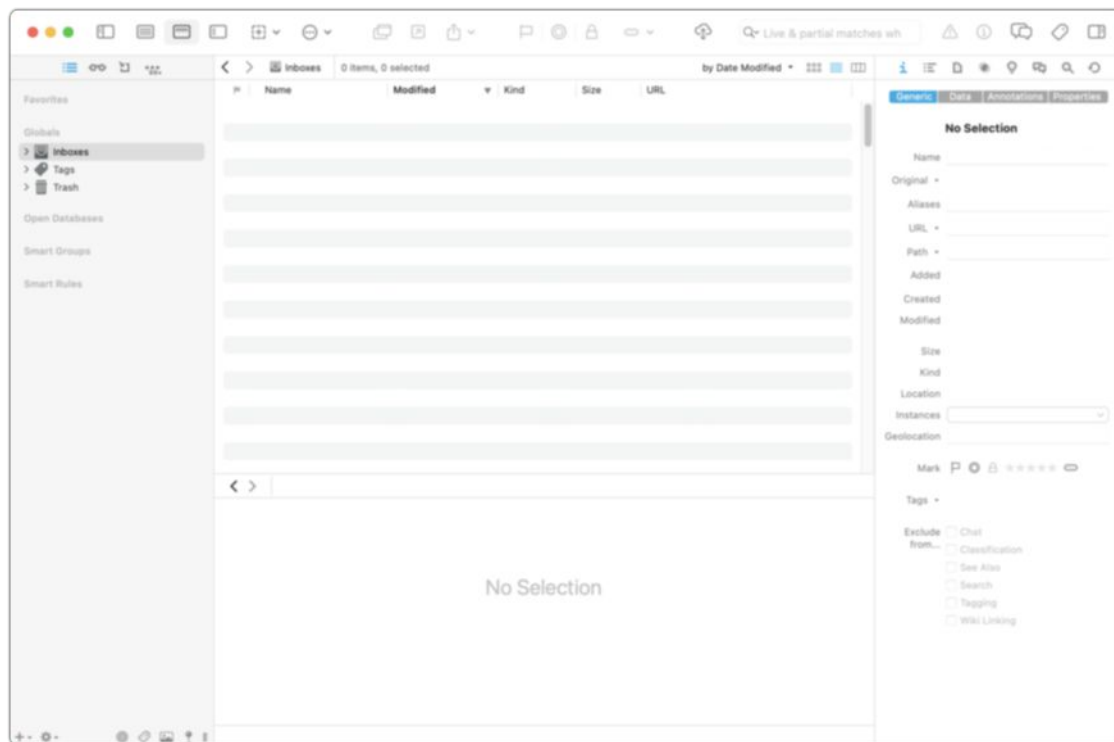 Live & partial matches wh
Inboxes 0 items, 0 selected by Date Modified
Name Modified Kind Size URL
Favorites
Globals
Inboxes
Tags
Trash
Open Databases
Smart Groups
Smart Rules
No Selection
Generic Data Annotations Properties
No Selection
Name
Original
Aliases
URL
Path
Added
Created
Modified
Size
Kind
Location
Instances
Geolocation
Mark
Tags
Exclude from...
Chat
Classification
See Also
Search
Tagging
Wiki Linking